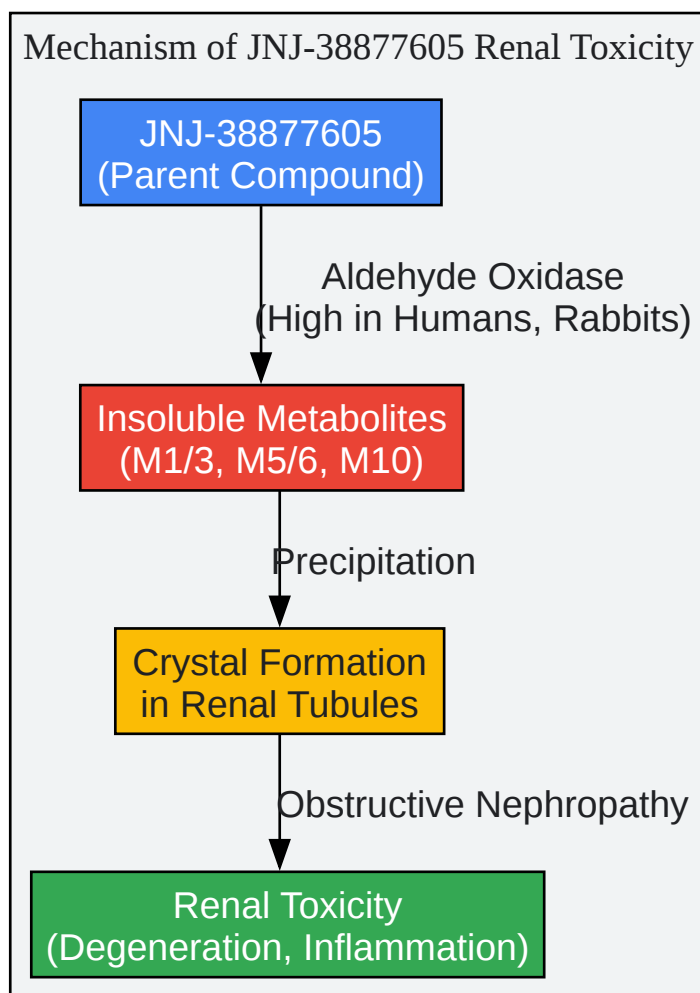 Mechanism of JNJ-38877605 Renal Toxicity
JNJ-38877605
(Parent Compound)
Aldehyde Oxidase
(High in Humans, Rabbits)
Insoluble Metabolites
(M1/3, M5/6, M10)
Precipitation
Crystal Formation
in Renal Tubules
Obstructive Nephropathy
Renal Toxicity
(Degeneration, Inflammation)